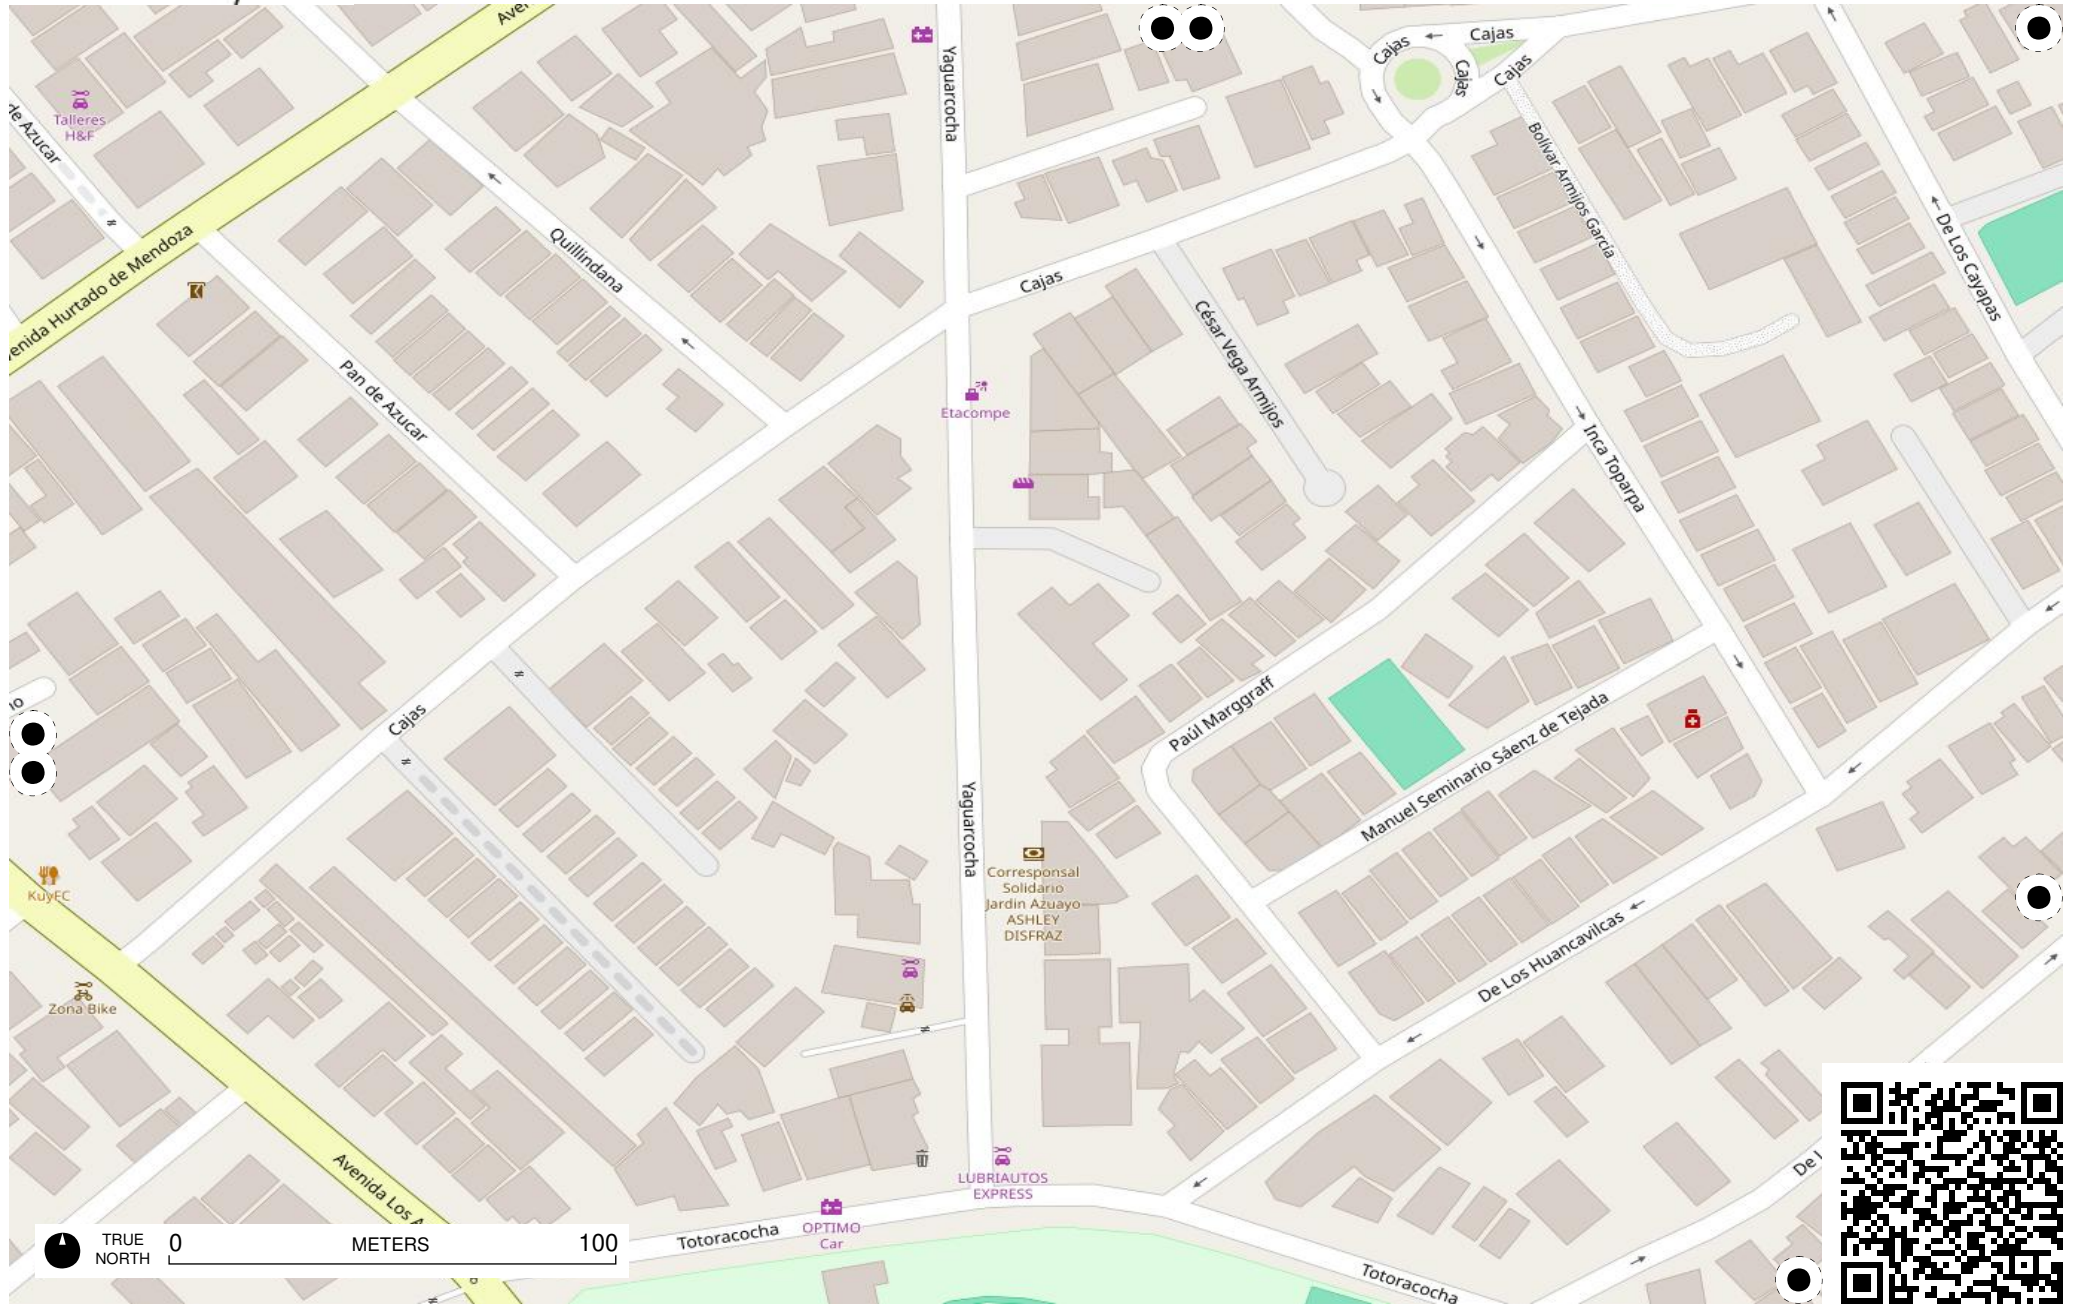 Cajas
Cajas
Cajas
Cajas
Yaguarcocha
Talleres
H&F
de Azucar
Bolívar Armijos García
De Los Cayapas
Quillindana
enida Hurtado de Mendoza
Cajas
César Vega Armijos
Pan de Azucar
Etacompe
Inca Toparpa
Paúl Marggraff
Manuel Seminario Sáenz de Tejada
Cajas
Yaguarcocha
Corresponsal
Solidario
Jardin Azuayo
ASHLEY
DISFRAZ
KuyFC
De Los Huancavilcas
Zona Bike
Avenida Los A
LUBRIAUTOS
EXPRESS
OPTIMO
Car
Totoracocha
Totoracocha
TRUE
NORTH
0 METERS 100